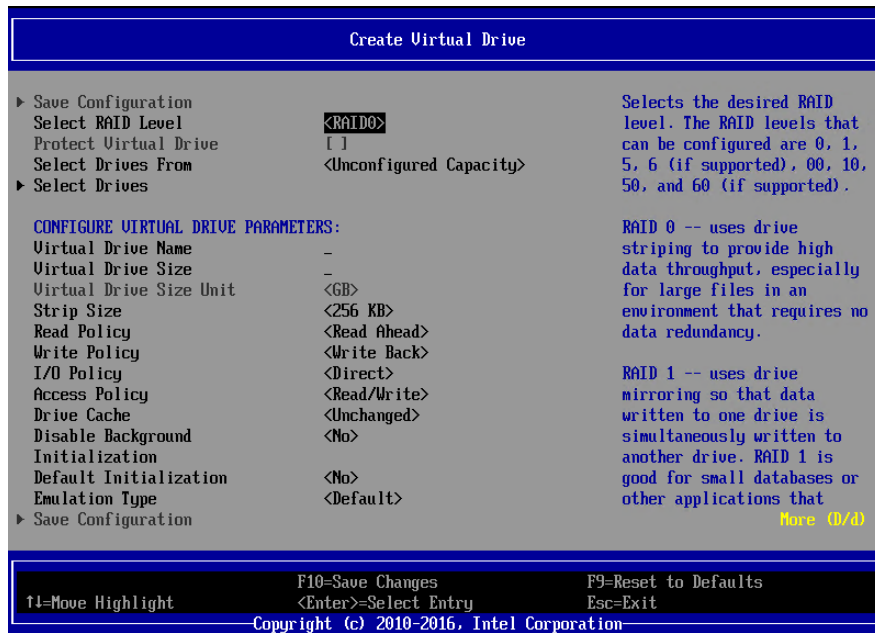 Create Virtual Drive
▶ Save Configuration
Select RAID Level <RAID0>
Protect Virtual Drive [ ]
Select Drives From <Unconfigured Capacity>
▶ Select Drives
CONFIGURE VIRTUAL DRIVE PARAMETERS:
Virtual Drive Name _
Virtual Drive Size _
Virtual Drive Size Unit <GB>
Strip Size <256 KB>
Read Policy <Read Ahead>
Write Policy <Write Back>
I/O Policy <Direct>
Access Policy <Read/Write>
Drive Cache <Unchanged>
Disable Background <No>
Initialization
Default Initialization <No>
Emulation Type <Default>
▶ Save Configuration
Selects the desired RAID
level. The RAID levels that
can be configured are 0, 1,
5, 6 (if supported), 00, 10,
50, and 60 (if supported).
RAID 0 -- uses drive
striping to provide high
data throughput, especially
for large files in an
environment that requires no
data redundancy.
RAID 1 -- uses drive
mirroring so that data
written to one drive is
simultaneously written to
another drive. RAID 1 is
good for small databases or
other applications that
More (D/d)
F10=Save Changes F9=Reset to Defaults
↑↓=Move Highlight <Enter>=Select Entry Esc=Exit
Copyright (c) 2010-2016, Intel Corporation